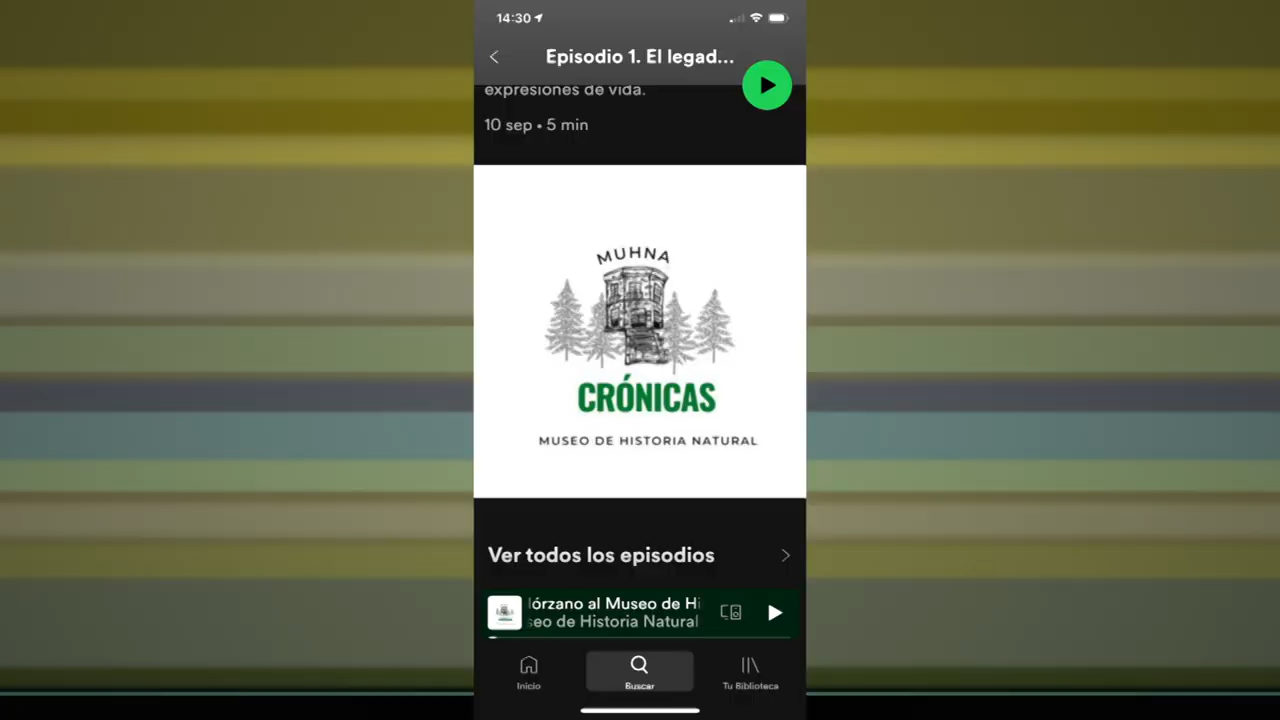 14:30
Episodio 1. El legad...
expresiones de vida.
10 sep • 5 min
MUHNA
CRÓNICAS
MUSEO DE HISTORIA NATURAL
Ver todos los episodios
lórzano al Museo de Hi
seo de Historia Natural
Inicio
Buscar
Tu Biblioteca